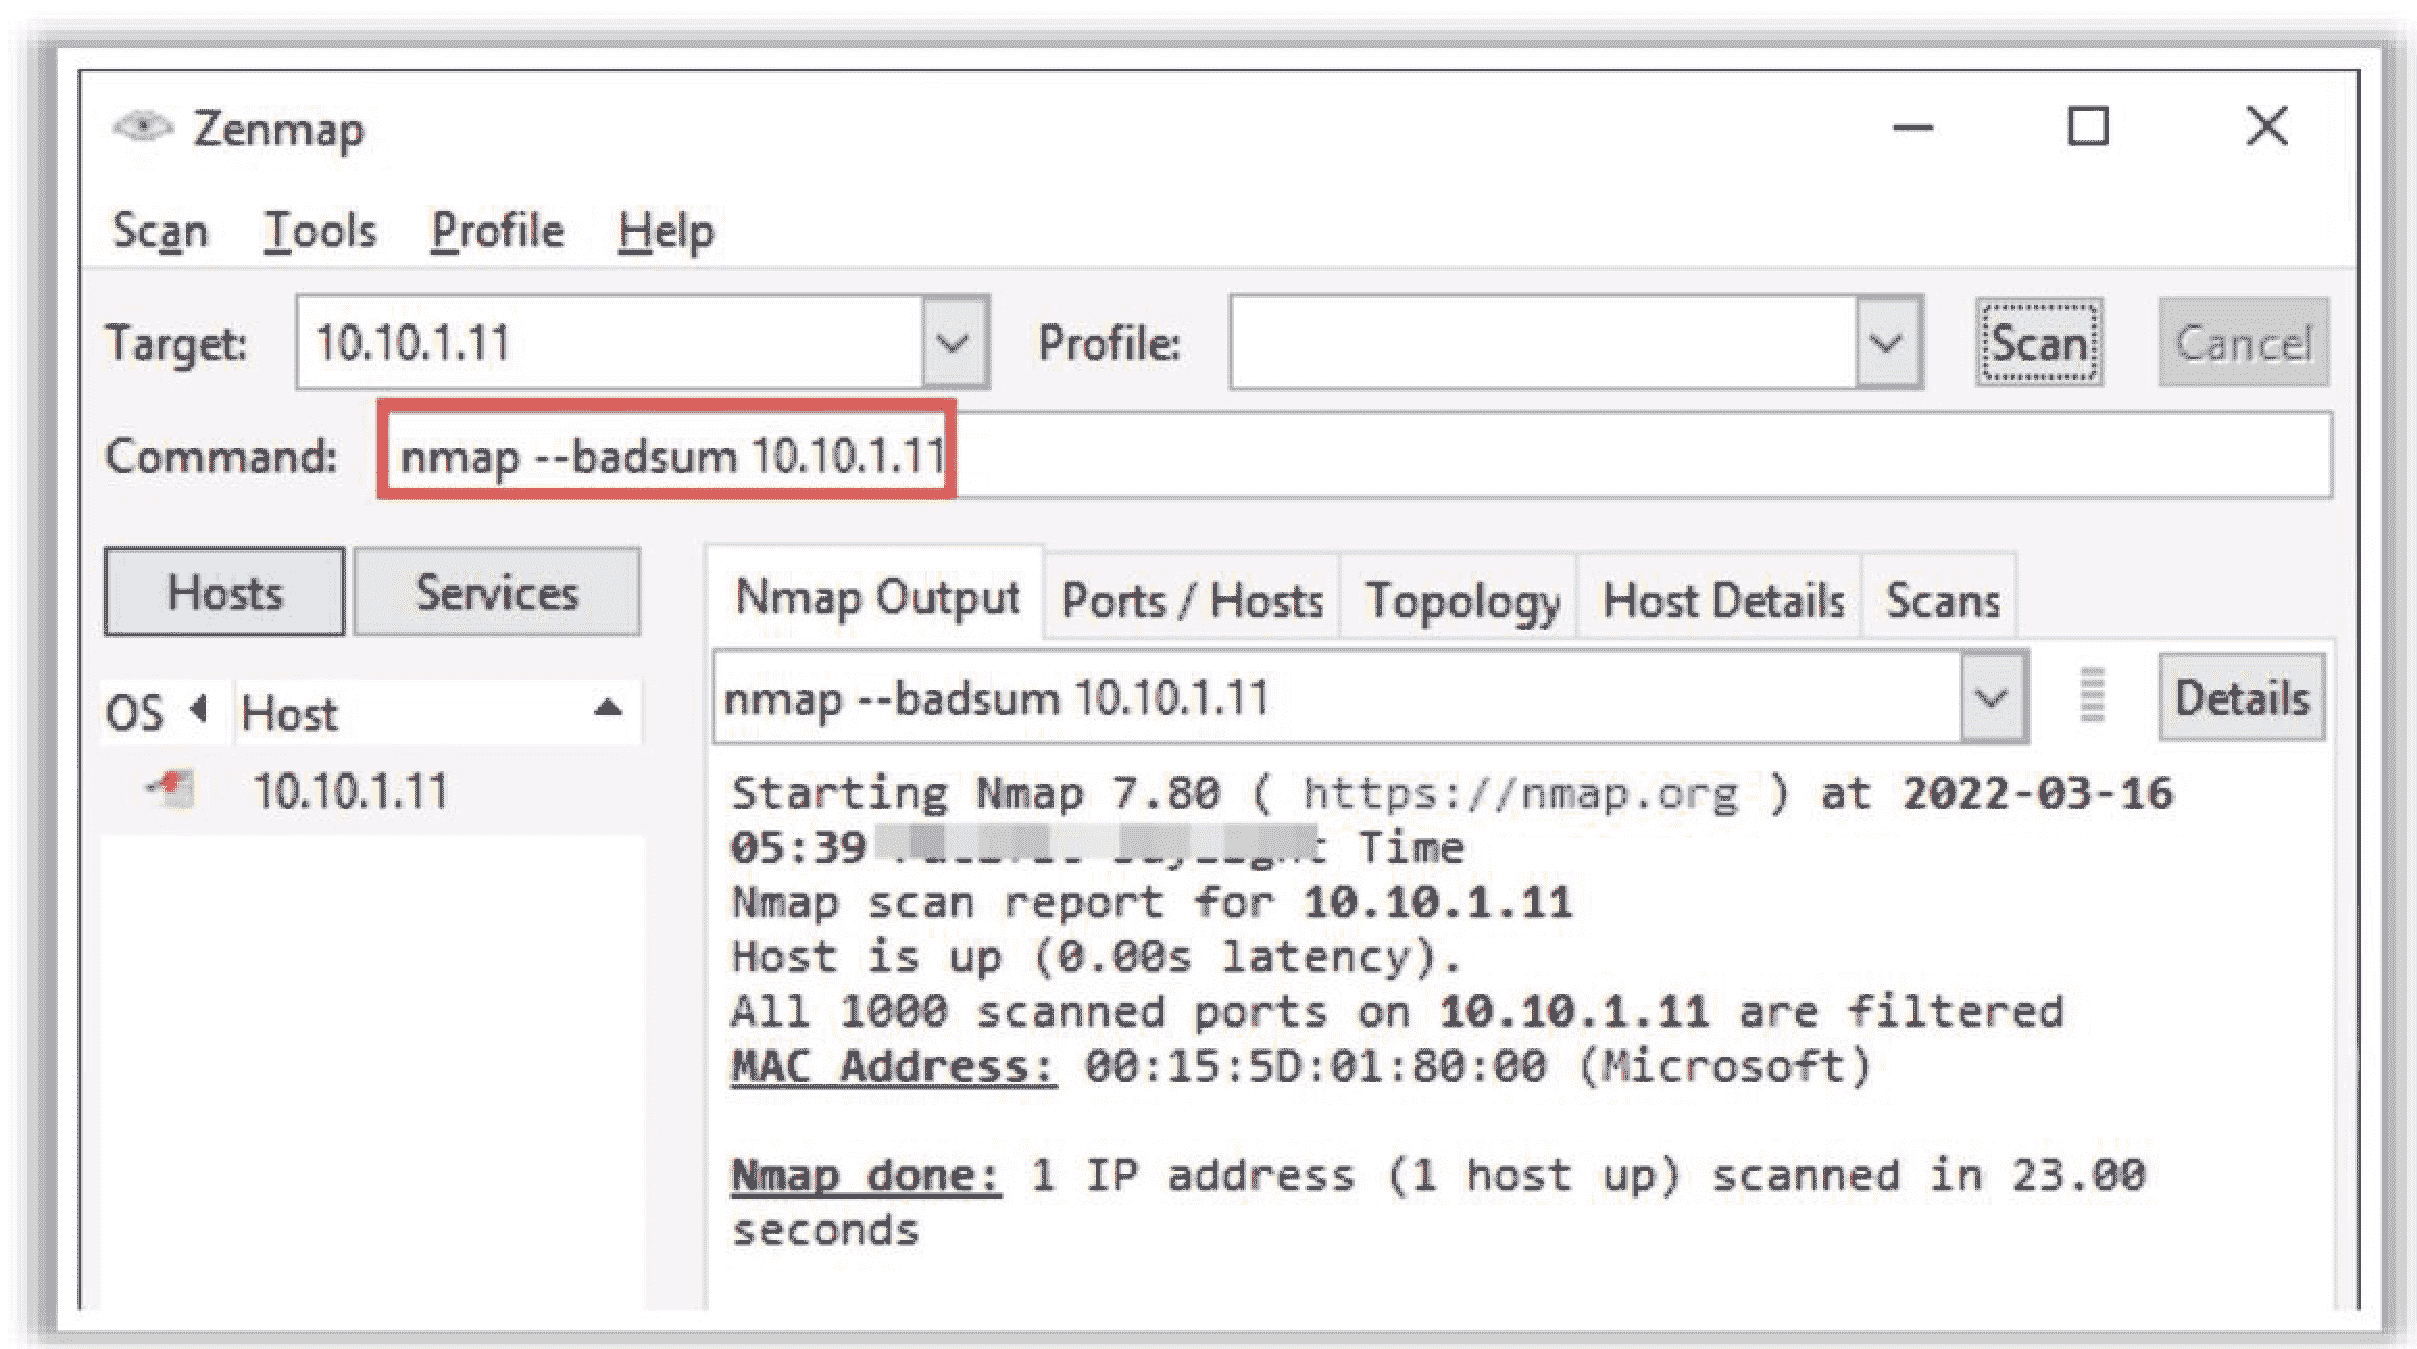 Zenmap
Scan Tools Profile Help
Target: 10.10.1.11 Profile: Scan Cancel
Command: nmap --badsum 10.10.1.11
Hosts Services
Nmap Output Ports / Hosts Topology Host Details Scans
OS Host
nmap --badsum 10.10.1.11 Details
10.10.1.11
Starting Nmap 7.80 ( https://nmap.org ) at 2022-03-16
05:39 Time
Nmap scan report for 10.10.1.11
Host is up (0.00s latency).
All 1000 scanned ports on 10.10.1.11 are filtered
MAC Address: 00:15:5D:01:80:00 (Microsoft)
Nmap done: 1 IP address (1 host up) scanned in 23.00
seconds